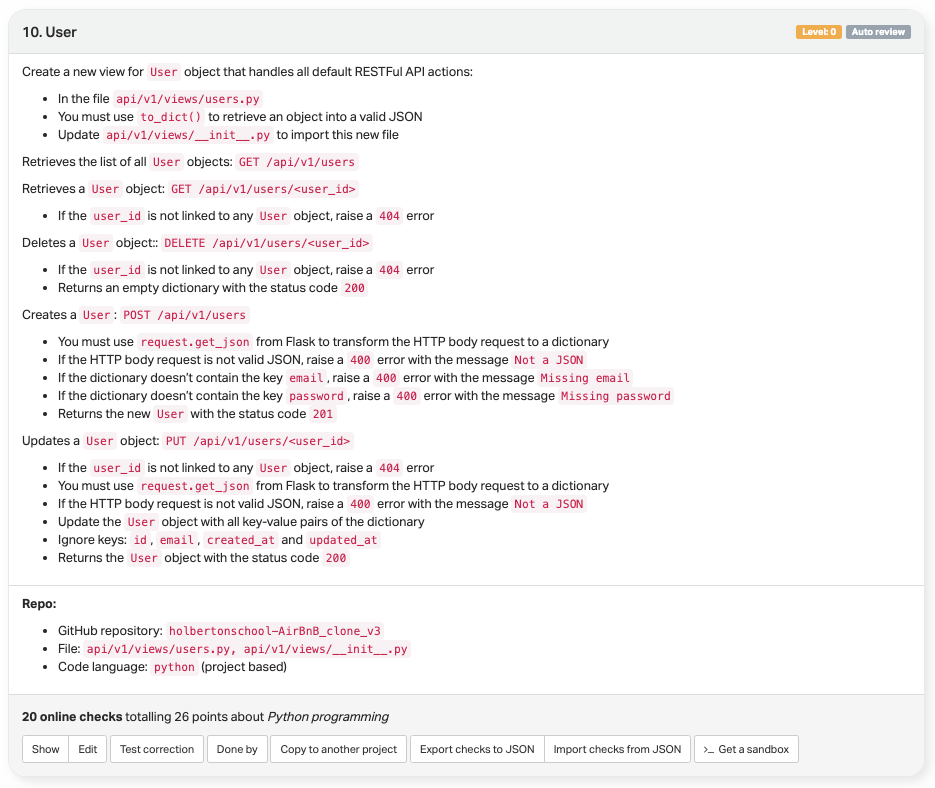 10. User
Level: 0 Auto review
Create a new view for User object that handles all default RESTFul API actions:
• In the file api/v1/views/users.py
• You must use to_dict() to retrieve an object into a valid JSON
• Update api/v1/views/__init__.py to import this new file
Retrieves the list of all User objects: GET /api/v1/users
Retrieves a User object: GET /api/v1/users/<user_id>
• If the user_id is not linked to any User object, raise a 404 error
Deletes a User object:: DELETE /api/v1/users/<user_id>
• If the user_id is not linked to any User object, raise a 404 error
• Returns an empty dictionary with the status code 200
Creates a User: POST /api/v1/users
• You must use request.get_json from Flask to transform the HTTP body request to a dictionary
• If the HTTP body request is not valid JSON, raise a 400 error with the message Not a JSON
• If the dictionary doesn’t contain the key email, raise a 400 error with the message Missing email
• If the dictionary doesn’t contain the key password, raise a 400 error with the message Missing password
• Returns the new User with the status code 201
Updates a User object: PUT /api/v1/users/<user_id>
• If the user_id is not linked to any User object, raise a 404 error
• You must use request.get_json from Flask to transform the HTTP body request to a dictionary
• If the HTTP body request is not valid JSON, raise a 400 error with the message Not a JSON
• Update the User object with all key-value pairs of the dictionary
• Ignore keys: id, email, created_at and updated_at
• Returns the User object with the status code 200
Repo:
• GitHub repository: holbertonschool-AirBnB_clone_v3
• File: api/v1/views/users.py, api/v1/views/__init__.py
• Code language: python (project based)
20 online checks totalling 26 points about Python programming
Show Edit Test correction Done by Copy to another project Export checks to JSON Import checks from JSON >_ Get a sandbox